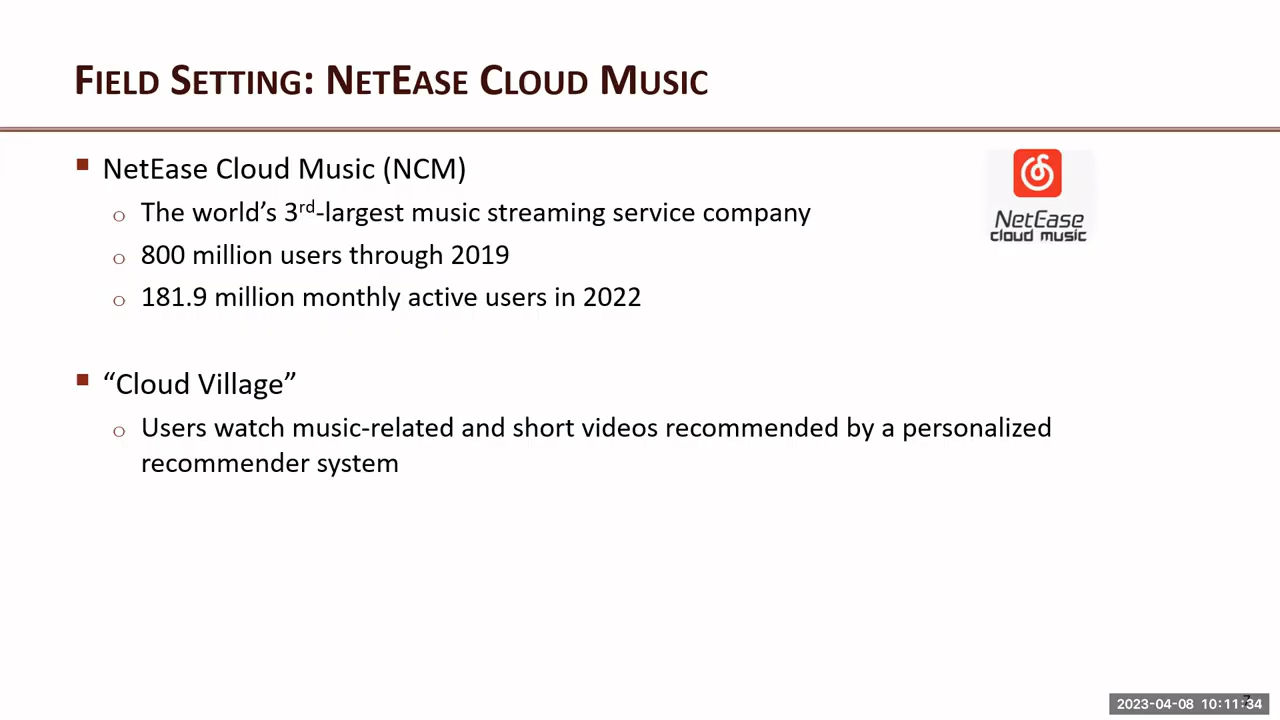 FIELD SETTING: NETEASE CLOUD MUSIC
NetEase Cloud Music (NCM)
NetEase
cloud music
The world's 3rd-largest music streaming service company
800 million users through 2019
181.9 million monthly active users in 2022
“Cloud Village”
Users watch music-related and short videos recommended by a personalized
recommender system
2023-04-08 10:11:34